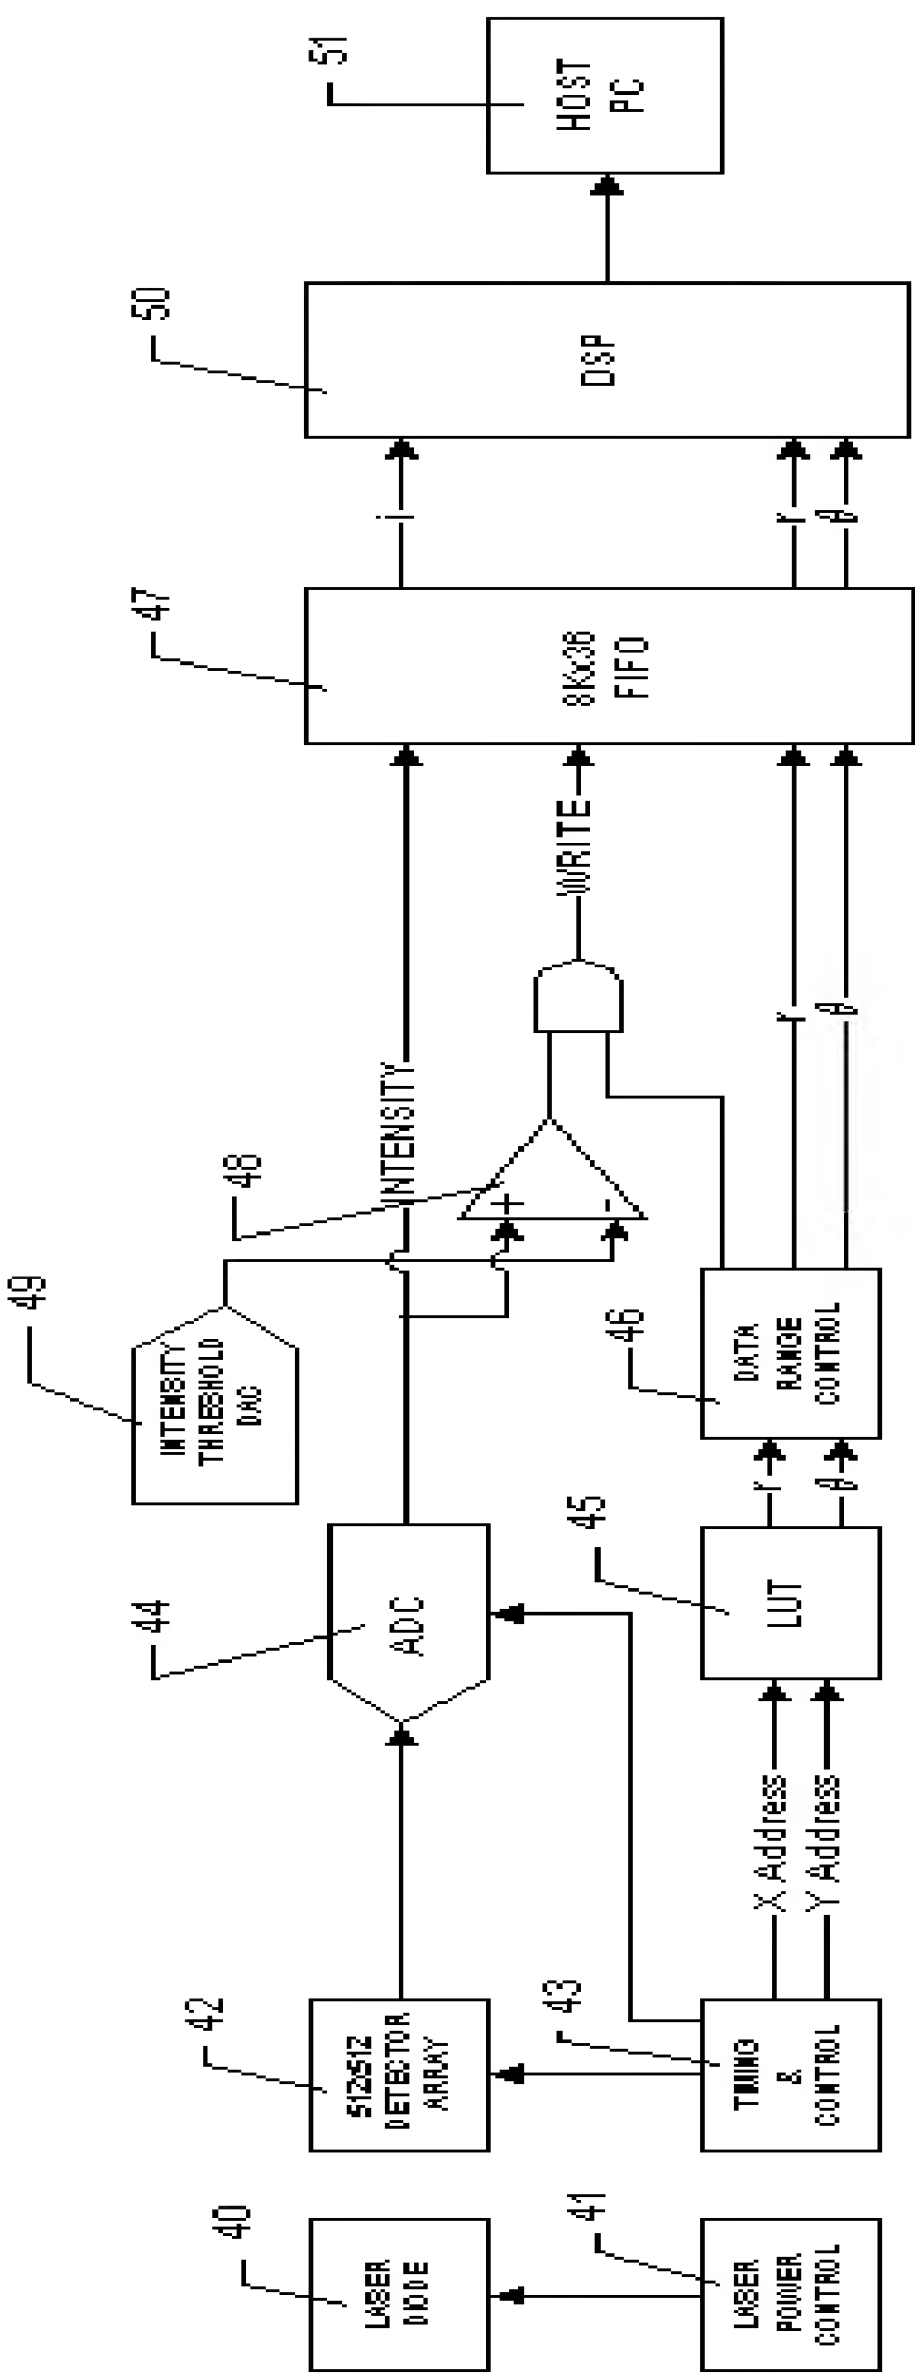 40
LASER
DIODE
41
LASER
POWER
CONTROL
42
512x512
DETECTOR
ARRAY
43
TIMING
&
CONTROL
X Address
Y Address
44
ADC
45
LUT
r
θ
49
INTENSITY
THRESHOLD
DAC
46
DATA
RANGE
CONTROL
48
+
-
INTENSITY
WRITE
r
θ
47
8Kx36
FIFO
i
r
θ
50
DSP
51
HOST
PC